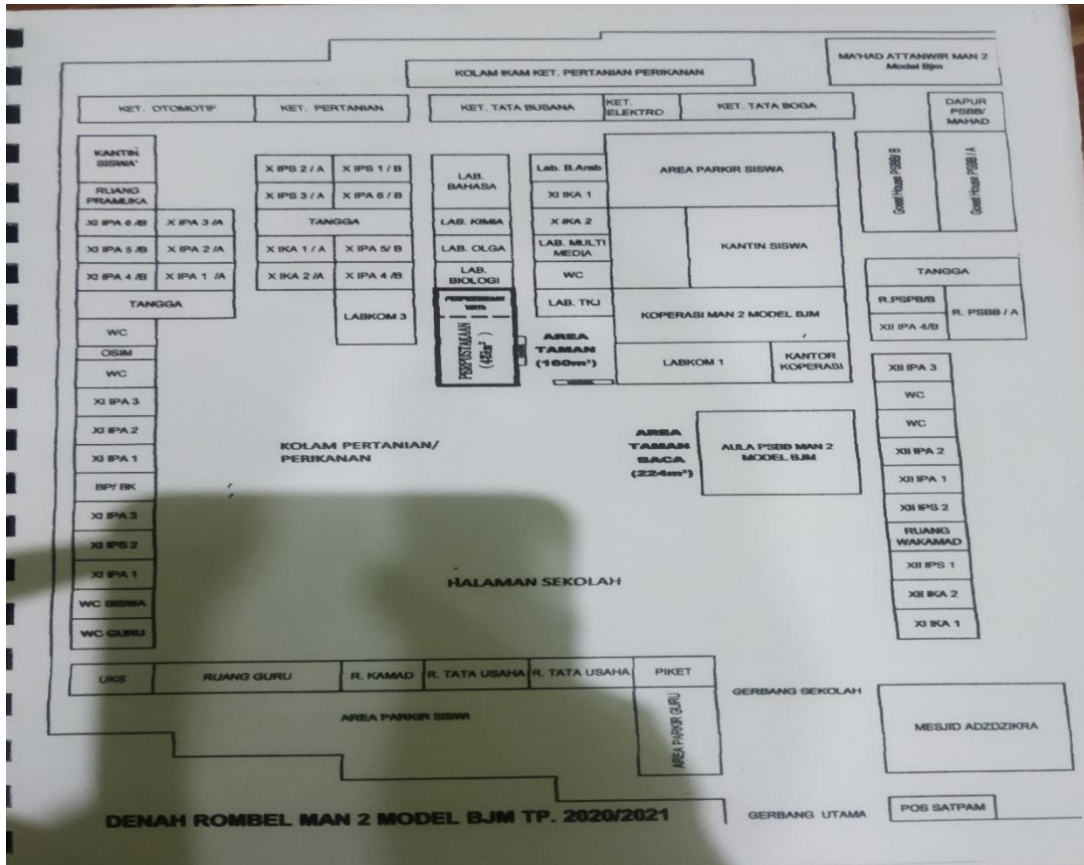 MA'HAD ATTANWIR MAN 2
Model Bjm
KOLAM IKAM KET. PERTANIAN PERIKANAN
KET. OTOMOTIF
KET. PERTANIAN
KET. TATA BUSANA
KET.
ELEKTRO
KET. TATA BOGA
DAPUR
PSBB/
MAHAD
KANTIN
SISWA'
RUANG
PRAMUKA
XI IPA 6 /B
X IPA 3 /A
XI IPA 5 /B
X IPA 2 /A
XI IPA 4 /B
X IPA 1 /A
TANGGA
WC
OSIM
WC
XI IPA 3
XI IPA 2
XI IPA 1
BP/ BK
XI IPA 3
XI IPS 2
XI IPA 1
WC SISWA
WC GURU
X IPS 2 / A
X IPS 1 / B
X IPS 3 / A
X IPA 6 / B
TANGGA
X IKA 1 / A
X IPA 5/ B
X IKA 2 /A
X IPA 4 /B
LABKOM 3
LAB.
BAHASA
LAB. KIMIA
LAB. OLGA
LAB.
BIOLOGI
PERPUSTAKAAN
(48m²)
Lab. B.Arab
XI IKA 1
X IKA 2
LAB. MULTI
MEDIA
WC
LAB. TKJ
AREA
TAMAN
(160m²)
AREA PARKIR SISWA
KANTIN SISWA
KOPERASI MAN 2 MODEL BJM
LABKOM 1
KANTOR
KOPERASI
Goest House PSBB/ B
Goest House PSBB / A
TANGGA
R.PSPB/B
R. PSBB / A
XII IPA 4/B
XII IPA 3
WC
WC
XII IPA 2
XII IPA 1
XII IPS 2
RUANG
WAKAMAD
XII IPS 1
XII IKA 2
XI IKA 1
KOLAM PERTANIAN/
PERIKANAN
AREA
TAMAN
BACA
(224m²)
AULA PSBB MAN 2
MODEL BJM
HALAMAN SEKOLAH
UKS
RUANG GURU
R. KAMAD
R. TATA USAHA
R. TATA USAHA
PIKET
AREA PARKIR SISWI
AREA PARKIR GURU
GERBANG SEKOLAH
MESJID ADZDZIKRA
DENAH ROMBEL MAN 2 MODEL BJM TP. 2020/2021
GERBANG UTAMA
POS SATPAM